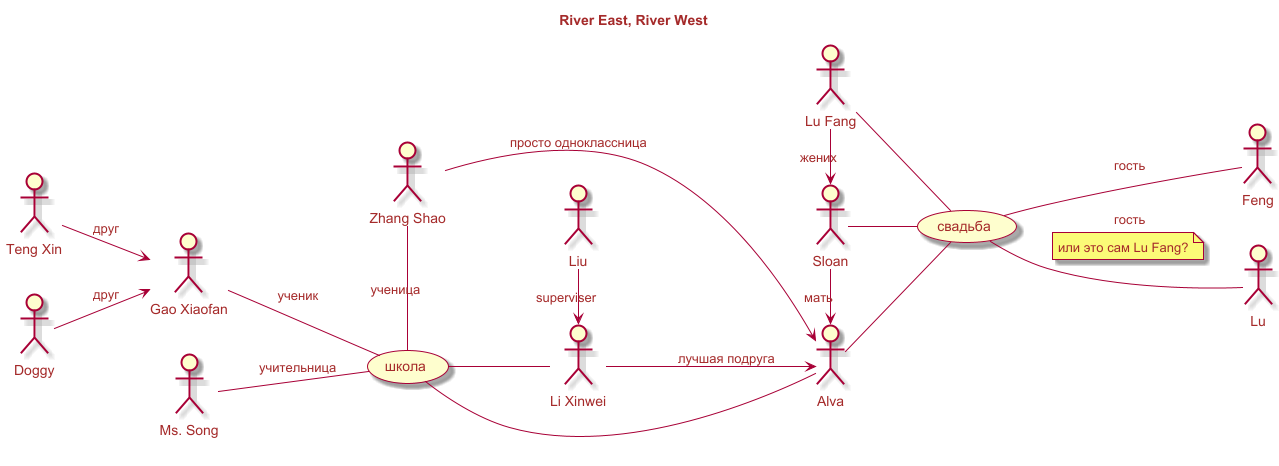 River East, River West
Lu Fang
жених
Sloan
мать
Alva
просто одноклассница
Zhang Shao
ученица
Liu
superviser
Li Xinwei
лучшая подруга
Teng Xin
друг
Doggy
друг
Gao Xiaofan
ученик
Ms. Song
учительница
школа
свадьба
гость
Feng
гость
или это сам Lu Fang?
Lu